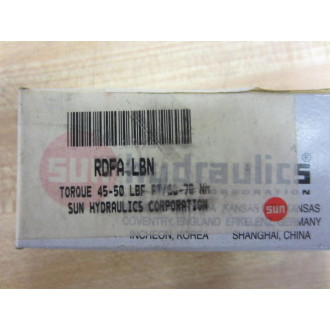 RDFA-LBN
TORQUE 45-50 LBF FT/60-70 NM
SUN HYDRAULICS CORPORATION
sun hydraulics
CORPORATION
KANSAS
COVENTRY, ENGLAND ERKELENZ, GERMANY
INCHEON, KOREA SHANGHAI, CHINA
sun